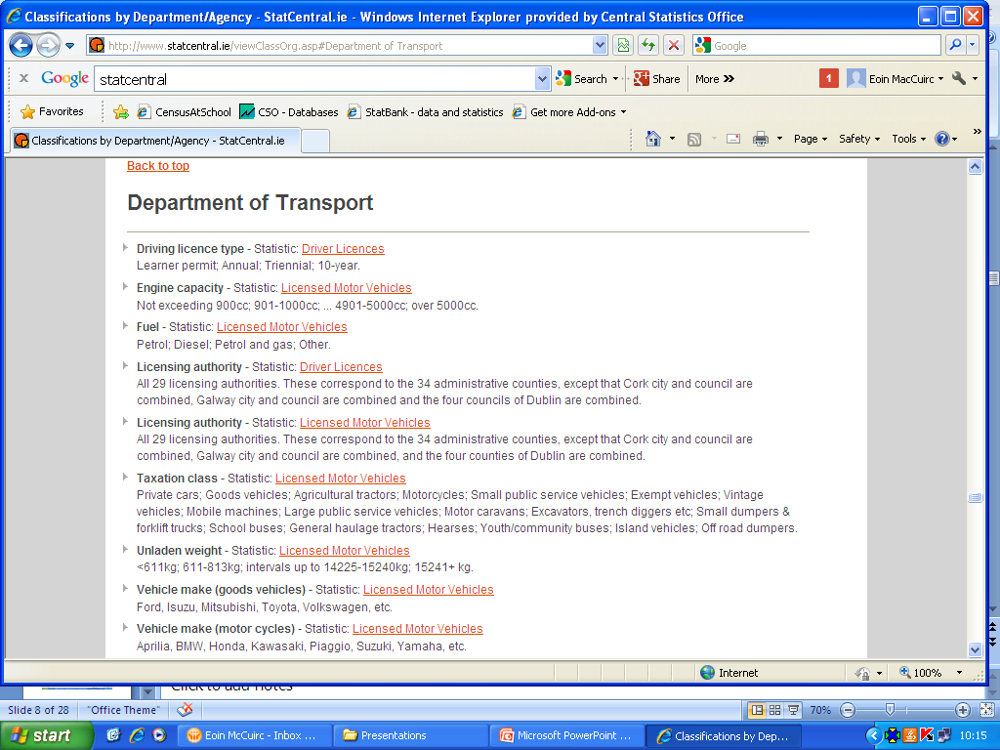 Classifications by Department/Agency - StatCentral.ie - Windows Internet Explorer provided by Central Statistics Office
http://www.statcentral.ie/viewClassOrg.asp#Department of Transport
Google
Google
statcentral
Search
Share
More »
1
Eoin MacCuirc
Favorites
CensusAtSchool
CSO - Databases
StatBank - data and statistics
Get more Add-ons
Classifications by Department/Agency - StatCentral.ie
Page
Safety
Tools
»
Back to top
Department of Transport
Driving licence type - Statistic: Driver Licences
Learner permit; Annual; Triennial; 10-year.
Engine capacity - Statistic: Licensed Motor Vehicles
Not exceeding 900cc; 901-1000cc; ... 4901-5000cc; over 5000cc.
Fuel - Statistic: Licensed Motor Vehicles
Petrol; Diesel; Petrol and gas; Other.
Licensing authority - Statistic: Driver Licences
All 29 licensing authorities. These correspond to the 34 administrative counties, except that Cork city and council are
combined, Galway city and council are combined and the four councils of Dublin are combined.
Licensing authority - Statistic: Licensed Motor Vehicles
All 29 licensing authorities. These correspond to the 34 administrative counties, except that Cork city and council are
combined, Galway city and council are combined, and the four counties of Dublin are combined.
Taxation class - Statistic: Licensed Motor Vehicles
Private cars; Goods vehicles; Agricultural tractors; Motorcycles; Small public service vehicles; Exempt vehicles; Vintage
vehicles; Mobile machines; Large public service vehicles; Motor caravans; Excavators, trench diggers etc; Small dumpers &
forklift trucks; School buses; General haulage tractors; Hearses; Youth/community buses; Island vehicles; Off road dumpers.
Unladen weight - Statistic: Licensed Motor Vehicles
<611kg; 611-813kg; intervals up to 14225-15240kg; 15241+ kg.
Vehicle make (goods vehicles) - Statistic: Licensed Motor Vehicles
Ford, Isuzu, Mitsubishi, Toyota, Volkswagen, etc.
Vehicle make (motor cycles) - Statistic: Licensed Motor Vehicles
Aprilia, BMW, Honda, Kawasaki, Piaggio, Suzuki, Yamaha, etc.
Internet
100%
Click to add notes
Slide 8 of 28
"Office Theme"
70%
start
Eoin McCuirc - Inbox ...
Presentations
Microsoft PowerPoint ...
Classifications by Dep...
10:15